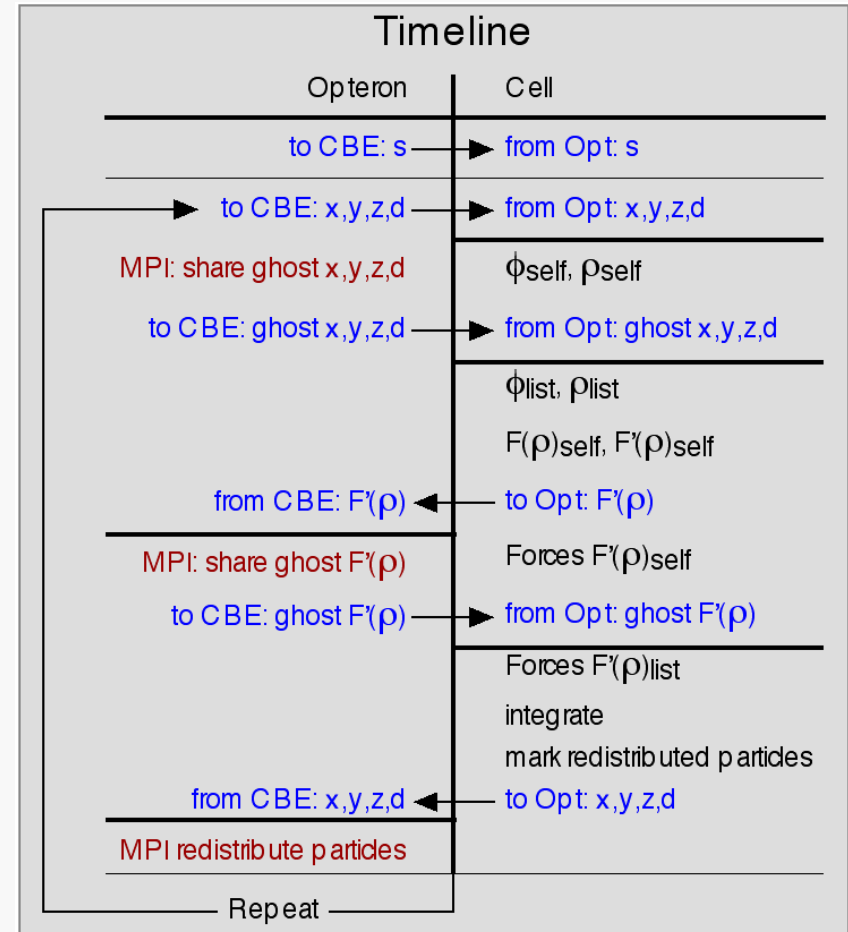 Timeline
Opteron Cell
to CBE: s from Opt: s
to CBE: x,y,z,d from Opt: x,y,z,d
MPI: share ghost x,y,z,d ϕself, ρself
to CBE: ghost x,y,z,d from Opt: ghost x,y,z,d
ϕlist, ρlist
F(ρ)self, F'(ρ)self
from CBE: F'(ρ) to Opt: F'(ρ)
MPI: share ghost F'(ρ) Forces F'(ρ)self
to CBE: ghost F'(ρ) from Opt: ghost F'(ρ)
Forces F'(ρ)list
integrate
mark redistributed particles
from CBE: x,y,z,d to Opt: x,y,z,d
MPI redistribute particles
Repeat